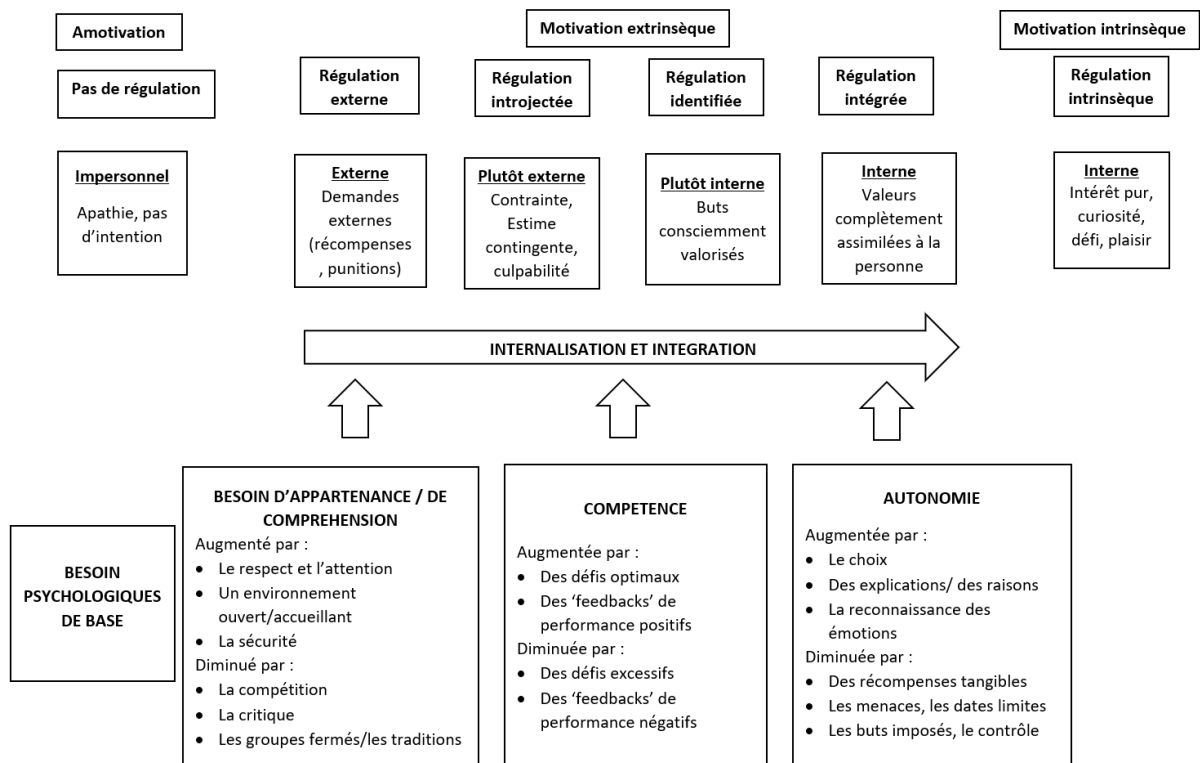 Amotivation
Motivation extrinsèque
Motivation intrinsèque
Pas de régulation
Régulation
externe
Régulation
introjectée
Régulation
identifiée
Régulation
intégrée
Régulation
intrinsèque
Impersonnel
Apathie, pas
d’intention
Externe
Demandes
externes
(récompenses
, punitions)
Plutôt externe
Contrainte,
Estime
contingente,
culpabilité
Plutôt interne
Buts
consciemment
valorisés
Interne
Valeurs
complètement
assimilées à la
personne
Interne
Intérêt pur,
curiosité,
défi, plaisir
INTERNALISATION ET INTEGRATION
BESOIN
PSYCHOLOGIQUES
DE BASE
BESOIN D’APPARTENANCE / DE
COMPREHENSION
Augmenté par :
• Le respect et l’attention
• Un environnement
ouvert/accueillant
• La sécurité
Diminué par :
• La compétition
• La critique
• Les groupes fermés/les traditions
COMPETENCE
Augmentée par :
• Des défis optimaux
• Des ‘feedbacks’ de
performance positifs
Diminuée par :
• Des défis excessifs
• Des ‘feedbacks’ de
performance négatifs
AUTONOMIE
Augmentée par :
• Le choix
• Des explications/ des raisons
• La reconnaissance des
émotions
Diminuée par :
• Des récompenses tangibles
• Les menaces, les dates limites
• Les buts imposés, le contrôle